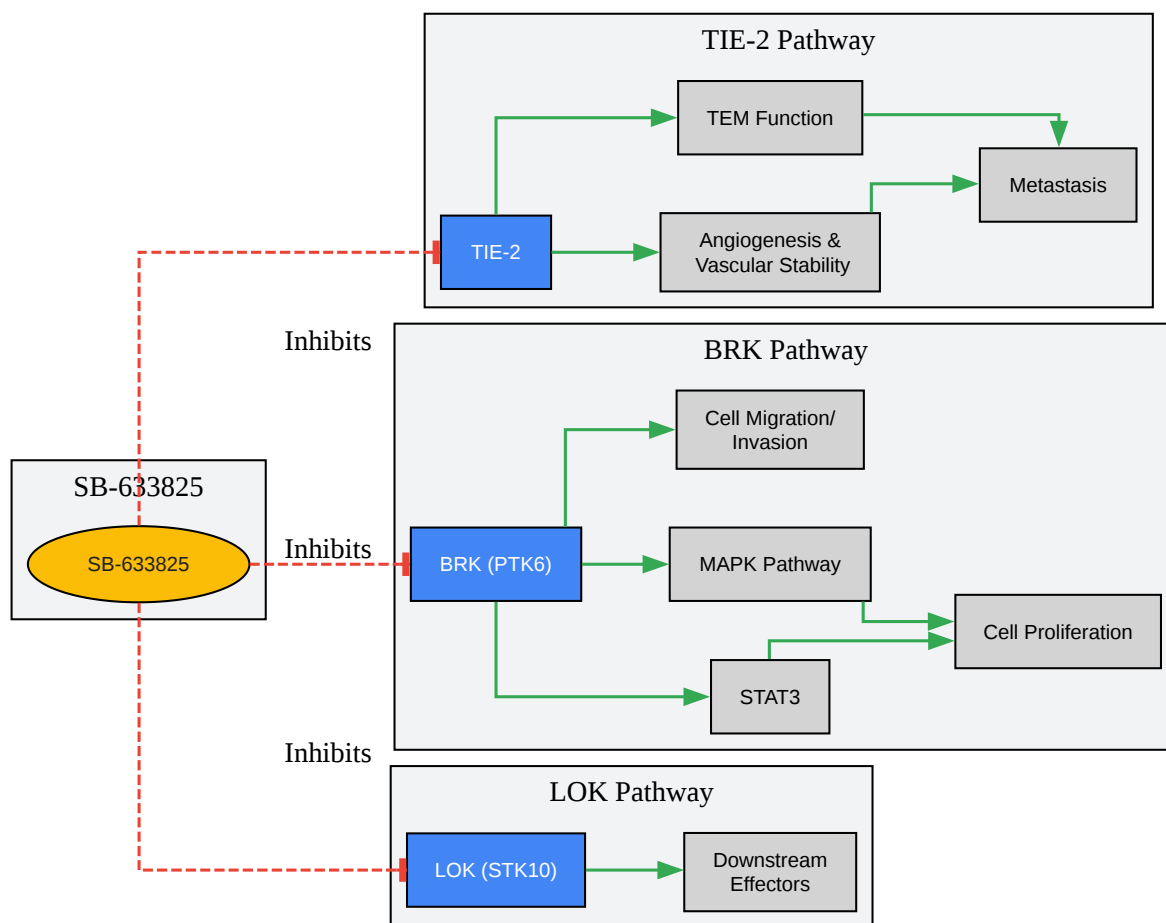 TIE-2 Pathway
TEM Function
Metastasis
TIE-2
Angiogenesis &
Vascular Stability
Inhibits
BRK Pathway
Cell Migration/
Invasion
SB-633825
SB-633825
Inhibits
BRK (PTK6)
MAPK Pathway
Cell Proliferation
STAT3
Inhibits
LOK Pathway
LOK (STK10)
Downstream
Effectors